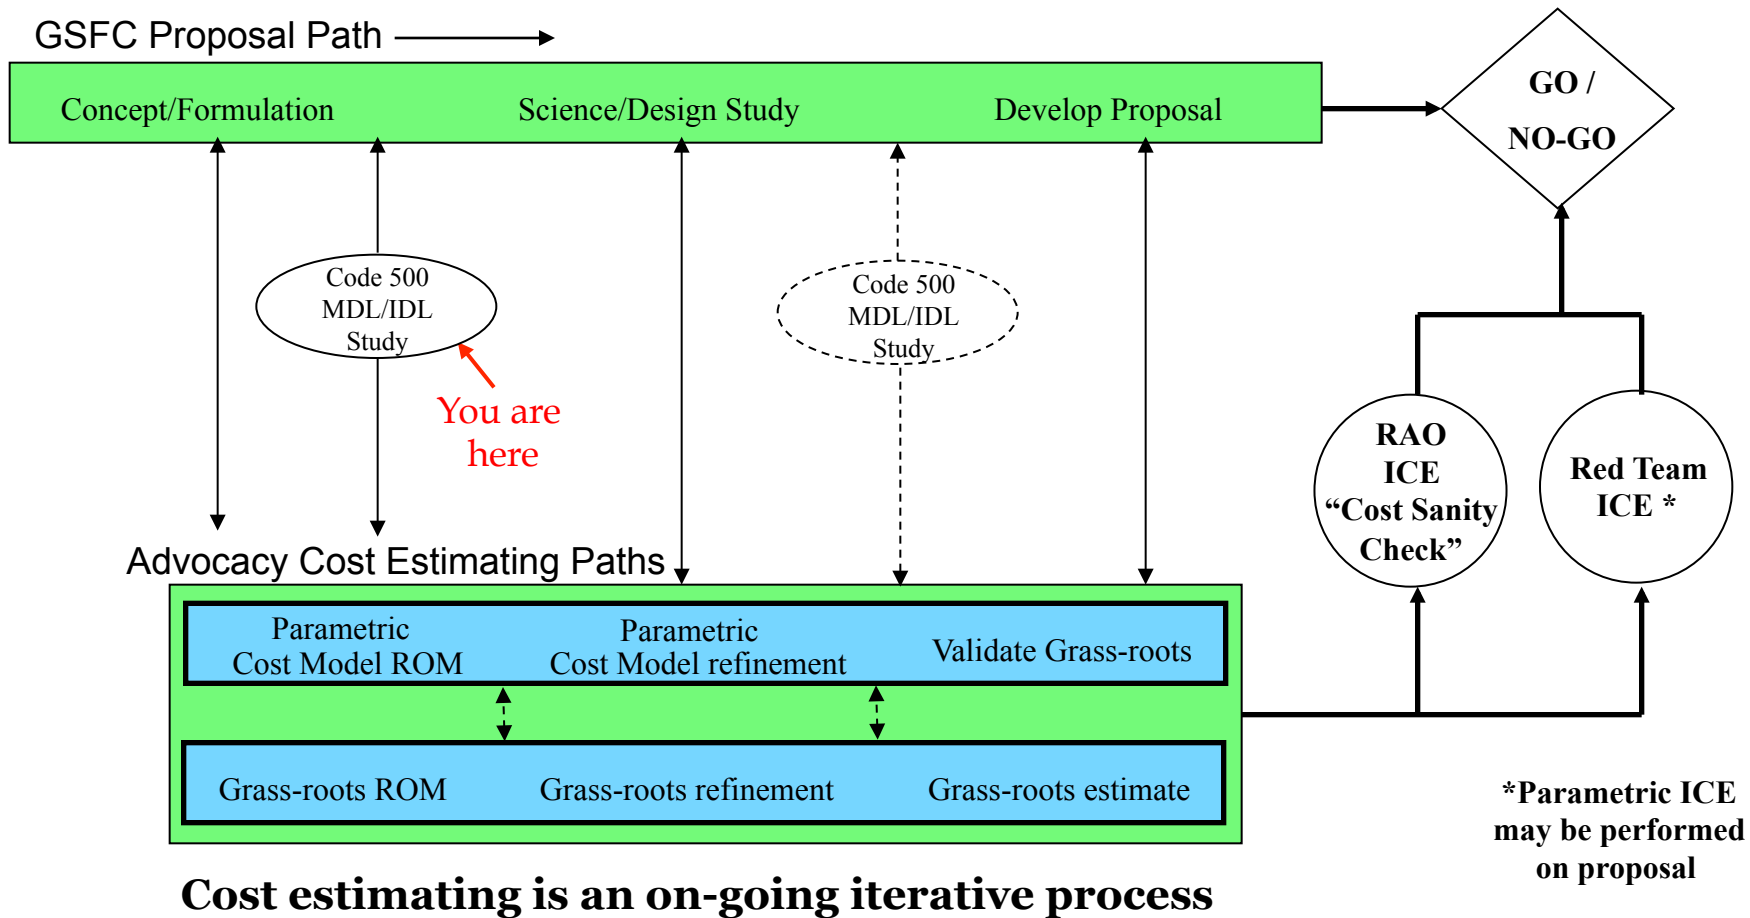 GSFC Proposal Path
Concept/Formulation
Science/Design Study
Develop Proposal
GO /
NO-GO
Code 500
MDL/IDL
Study
Code 500
MDL/IDL
Study
You are
here
RAO
ICE
“Cost Sanity
Check”
Red Team
ICE *
Advocacy Cost Estimating Paths
Parametric
Cost Model ROM
Parametric
Cost Model refinement
Validate Grass-roots
Grass-roots ROM
Grass-roots refinement
Grass-roots estimate
*Parametric ICE
may be performed
on proposal
Cost estimating is an on-going iterative process